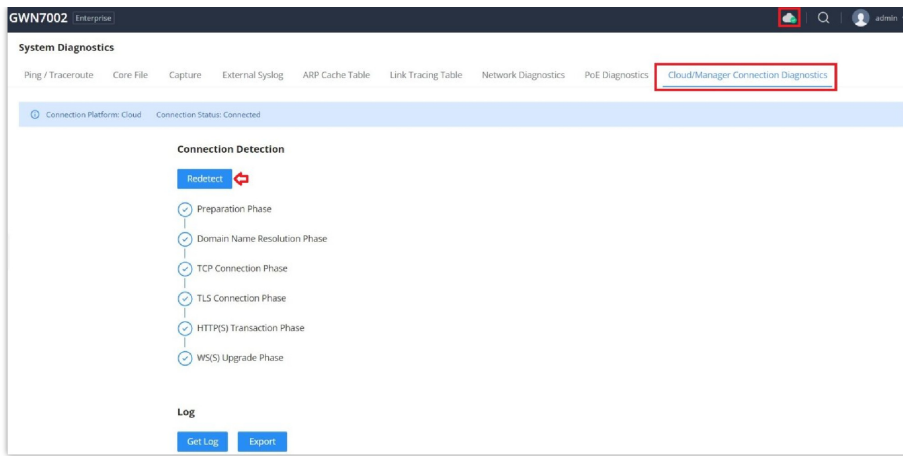 GWN7002 Enterprise admin
System Diagnostics
Ping / Traceroute Core File Capture External Syslog ARP Cache Table Link Tracing Table Network Diagnostics PoE Diagnostics Cloud/Manager Connection Diagnostics
Connection Platform: Cloud Connection Status: Connected
Connection Detection
Redetect
Preparation Phase
Domain Name Resolution Phase
TCP Connection Phase
TLS Connection Phase
HTTP(S) Transaction Phase
WS(S) Upgrade Phase
Log
Get Log Export